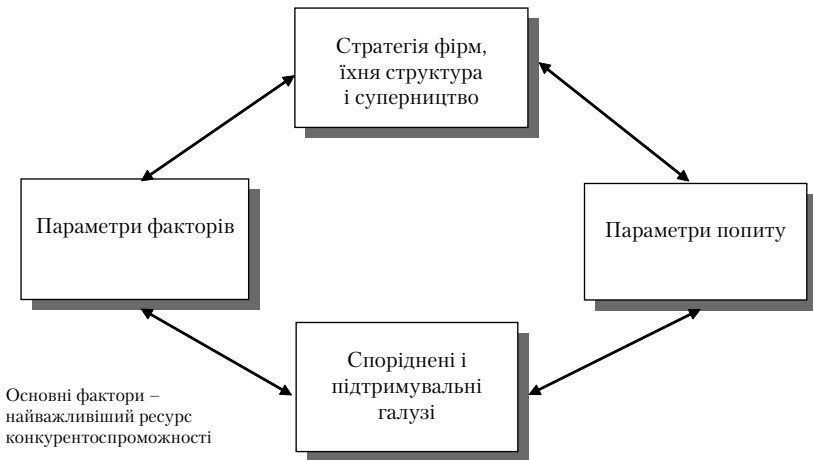 Стратегія фірм,
їхня структура
і суперництво
Параметри факторів
Параметри попиту
Споріднені і
підтримувальні
галузі
Основні фактори –
найважливіший ресурс
конкурентоспроможності